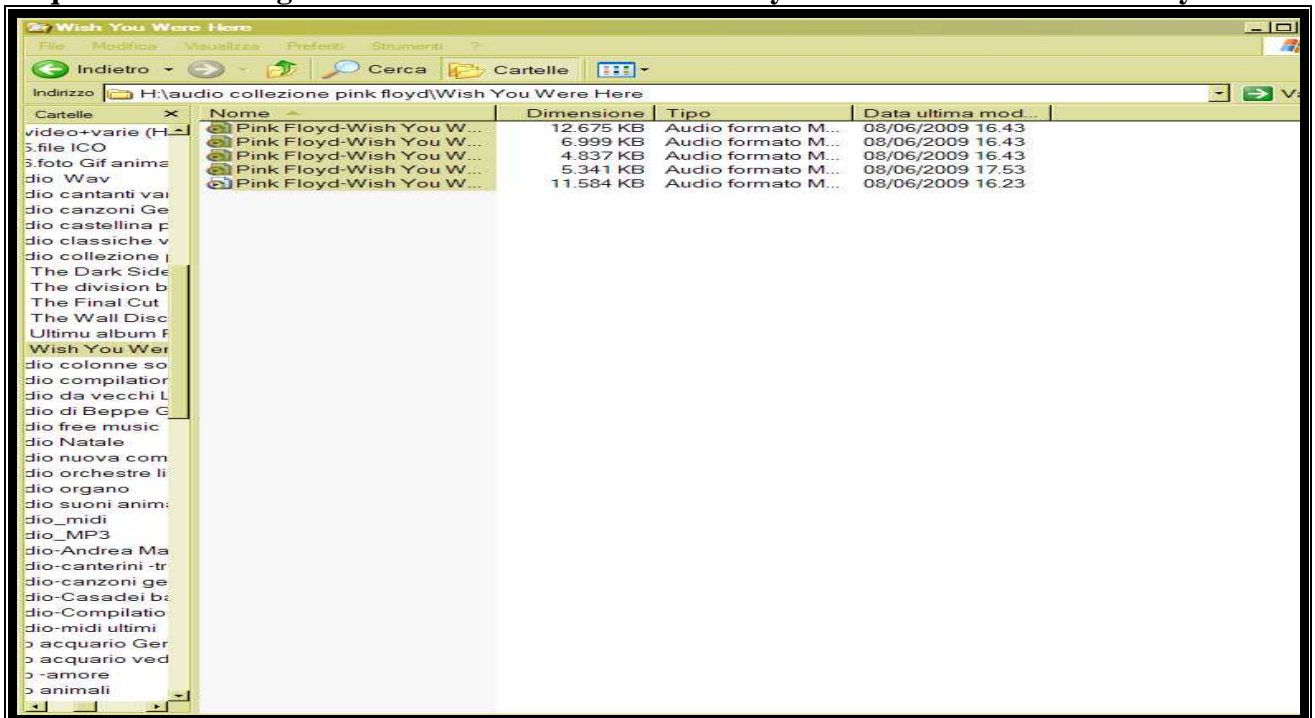 Wish You Were Here
File Modifica Visualizza Preferiti Strumenti ?
Indietro Cerca Cartelle
Indirizzo H:\audio collezione pink floyd\Wish You Were Here Va
Cartelle × Nome Dimensione Tipo Data ultima mod...
Pink Floyd-Wish You W... 12.675 KB Audio formato M... 08/06/2009 16.43
Pink Floyd-Wish You W... 6.999 KB Audio formato M... 08/06/2009 16.43
Pink Floyd-Wish You W... 4.837 KB Audio formato M... 08/06/2009 16.43
Pink Floyd-Wish You W... 5.341 KB Audio formato M... 08/06/2009 17.53
Pink Floyd-Wish You W... 11.584 KB Audio formato M... 08/06/2009 16.23
video+varie (H
5.file ICO
5.foto Gif anima
dio Wav
dio cantanti vai
dio canzoni Ge
dio castellina p
dio classiche v
dio collezione
The Dark Side
The division b
The Final Cut
The Wall Disc
Ultimu album
Wish You Wer
dio colonne so
dio compilation
dio da vecchi L
dio di Beppe G
dio free music
dio Natale
dio nuova com
dio orchestre li
dio organo
dio suoni anima
dio_midi
dio_MP3
dio-Andrea Ma
dio-canterini -tr
dio-canzoni ge
dio-Casadei ba
dio-Compilatio
dio-midi ultimi
o acquario Ger
o acquario ved
o -amore
o animali